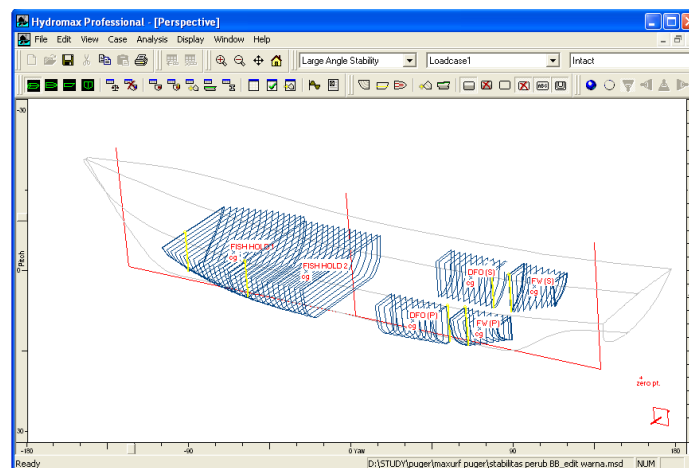 Hydromax Professional - [Perspective]
File Edit View Case Analysis Display Window Help
Large Angle Stability Loadcase1 Intact
-30
Pitch
0
30
FISH HOLD 1
cg
FISH HOLD 2
cg
DFO (S)
cg
FW (S)
cg
DFO (P)
cg
FW (P)
cg
zero pt.
-180 -90 0 Yaw 90 180
Ready D:\STUDY\puger\maxurf puger\stabilitas perub BB_edit warna.msd NUM